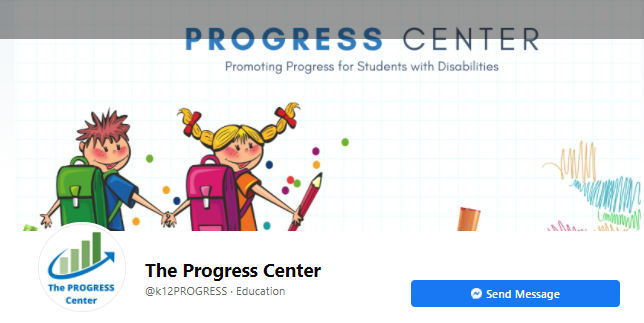 PROGRESS CENTER
Promoting Progress for Students with Disabilities
The PROGRESS
Center
The Progress Center
@k12PROGRESS · Education
Send Message